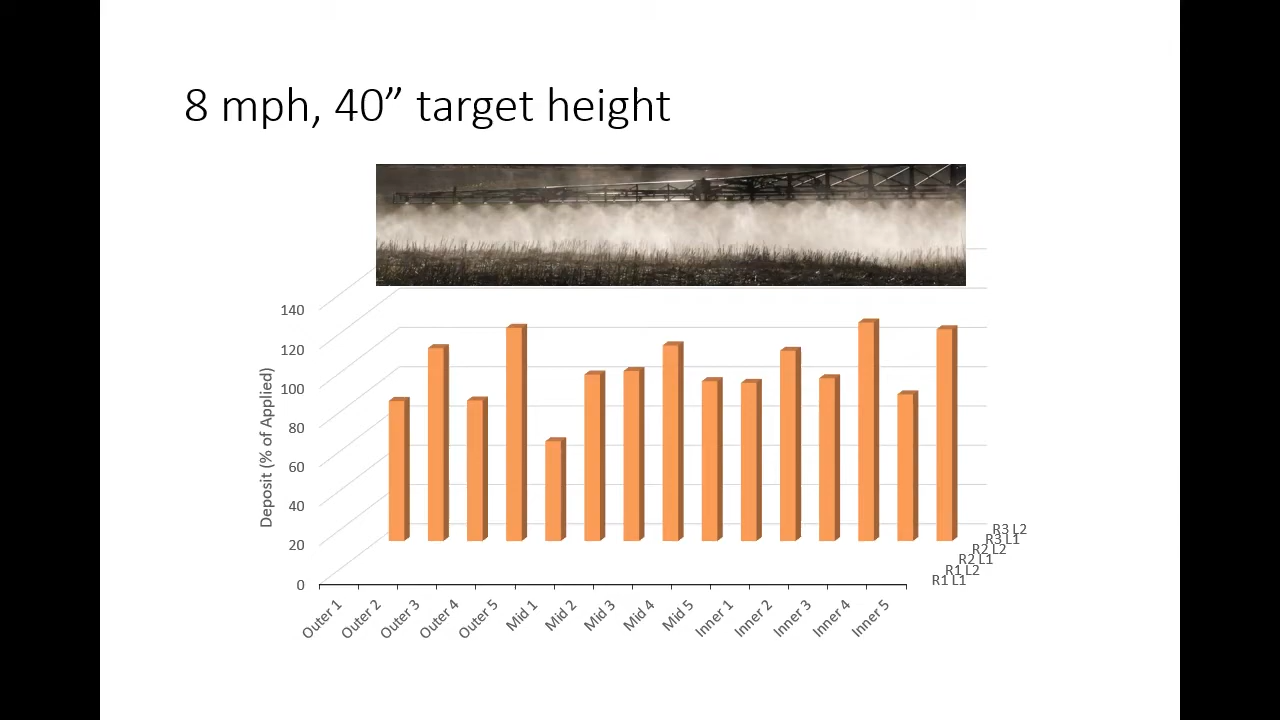 8 mph, 40” target height
140
120
100
80
60
40
20
0
Deposit (% of Applied)
Outer 1
Outer 2
Outer 3
Outer 4
Outer 5
Mid 1
Mid 2
Mid 3
Mid 4
Mid 5
Inner 1
Inner 2
Inner 3
Inner 4
Inner 5
R3 L2
R3 L1
R2 L2
R2 L1
R1 L2
R1 L1